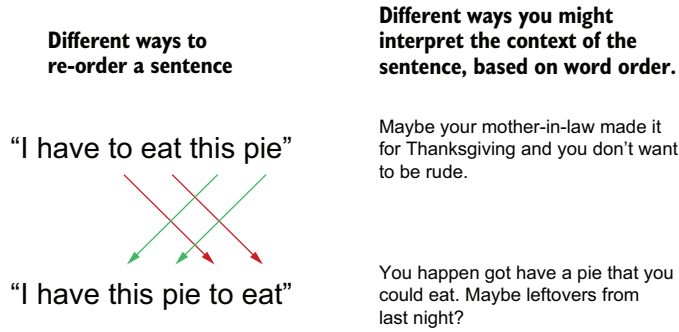 Different ways to
re-order a sentence
Different ways you might
interpret the context of the
sentence, based on word order.
“I have to eat this pie”
Maybe your mother-in-law made it
for Thanksgiving and you don’t want
to be rude.
“I have this pie to eat”
You happen got have a pie that you
could eat. Maybe leftovers from
last night?